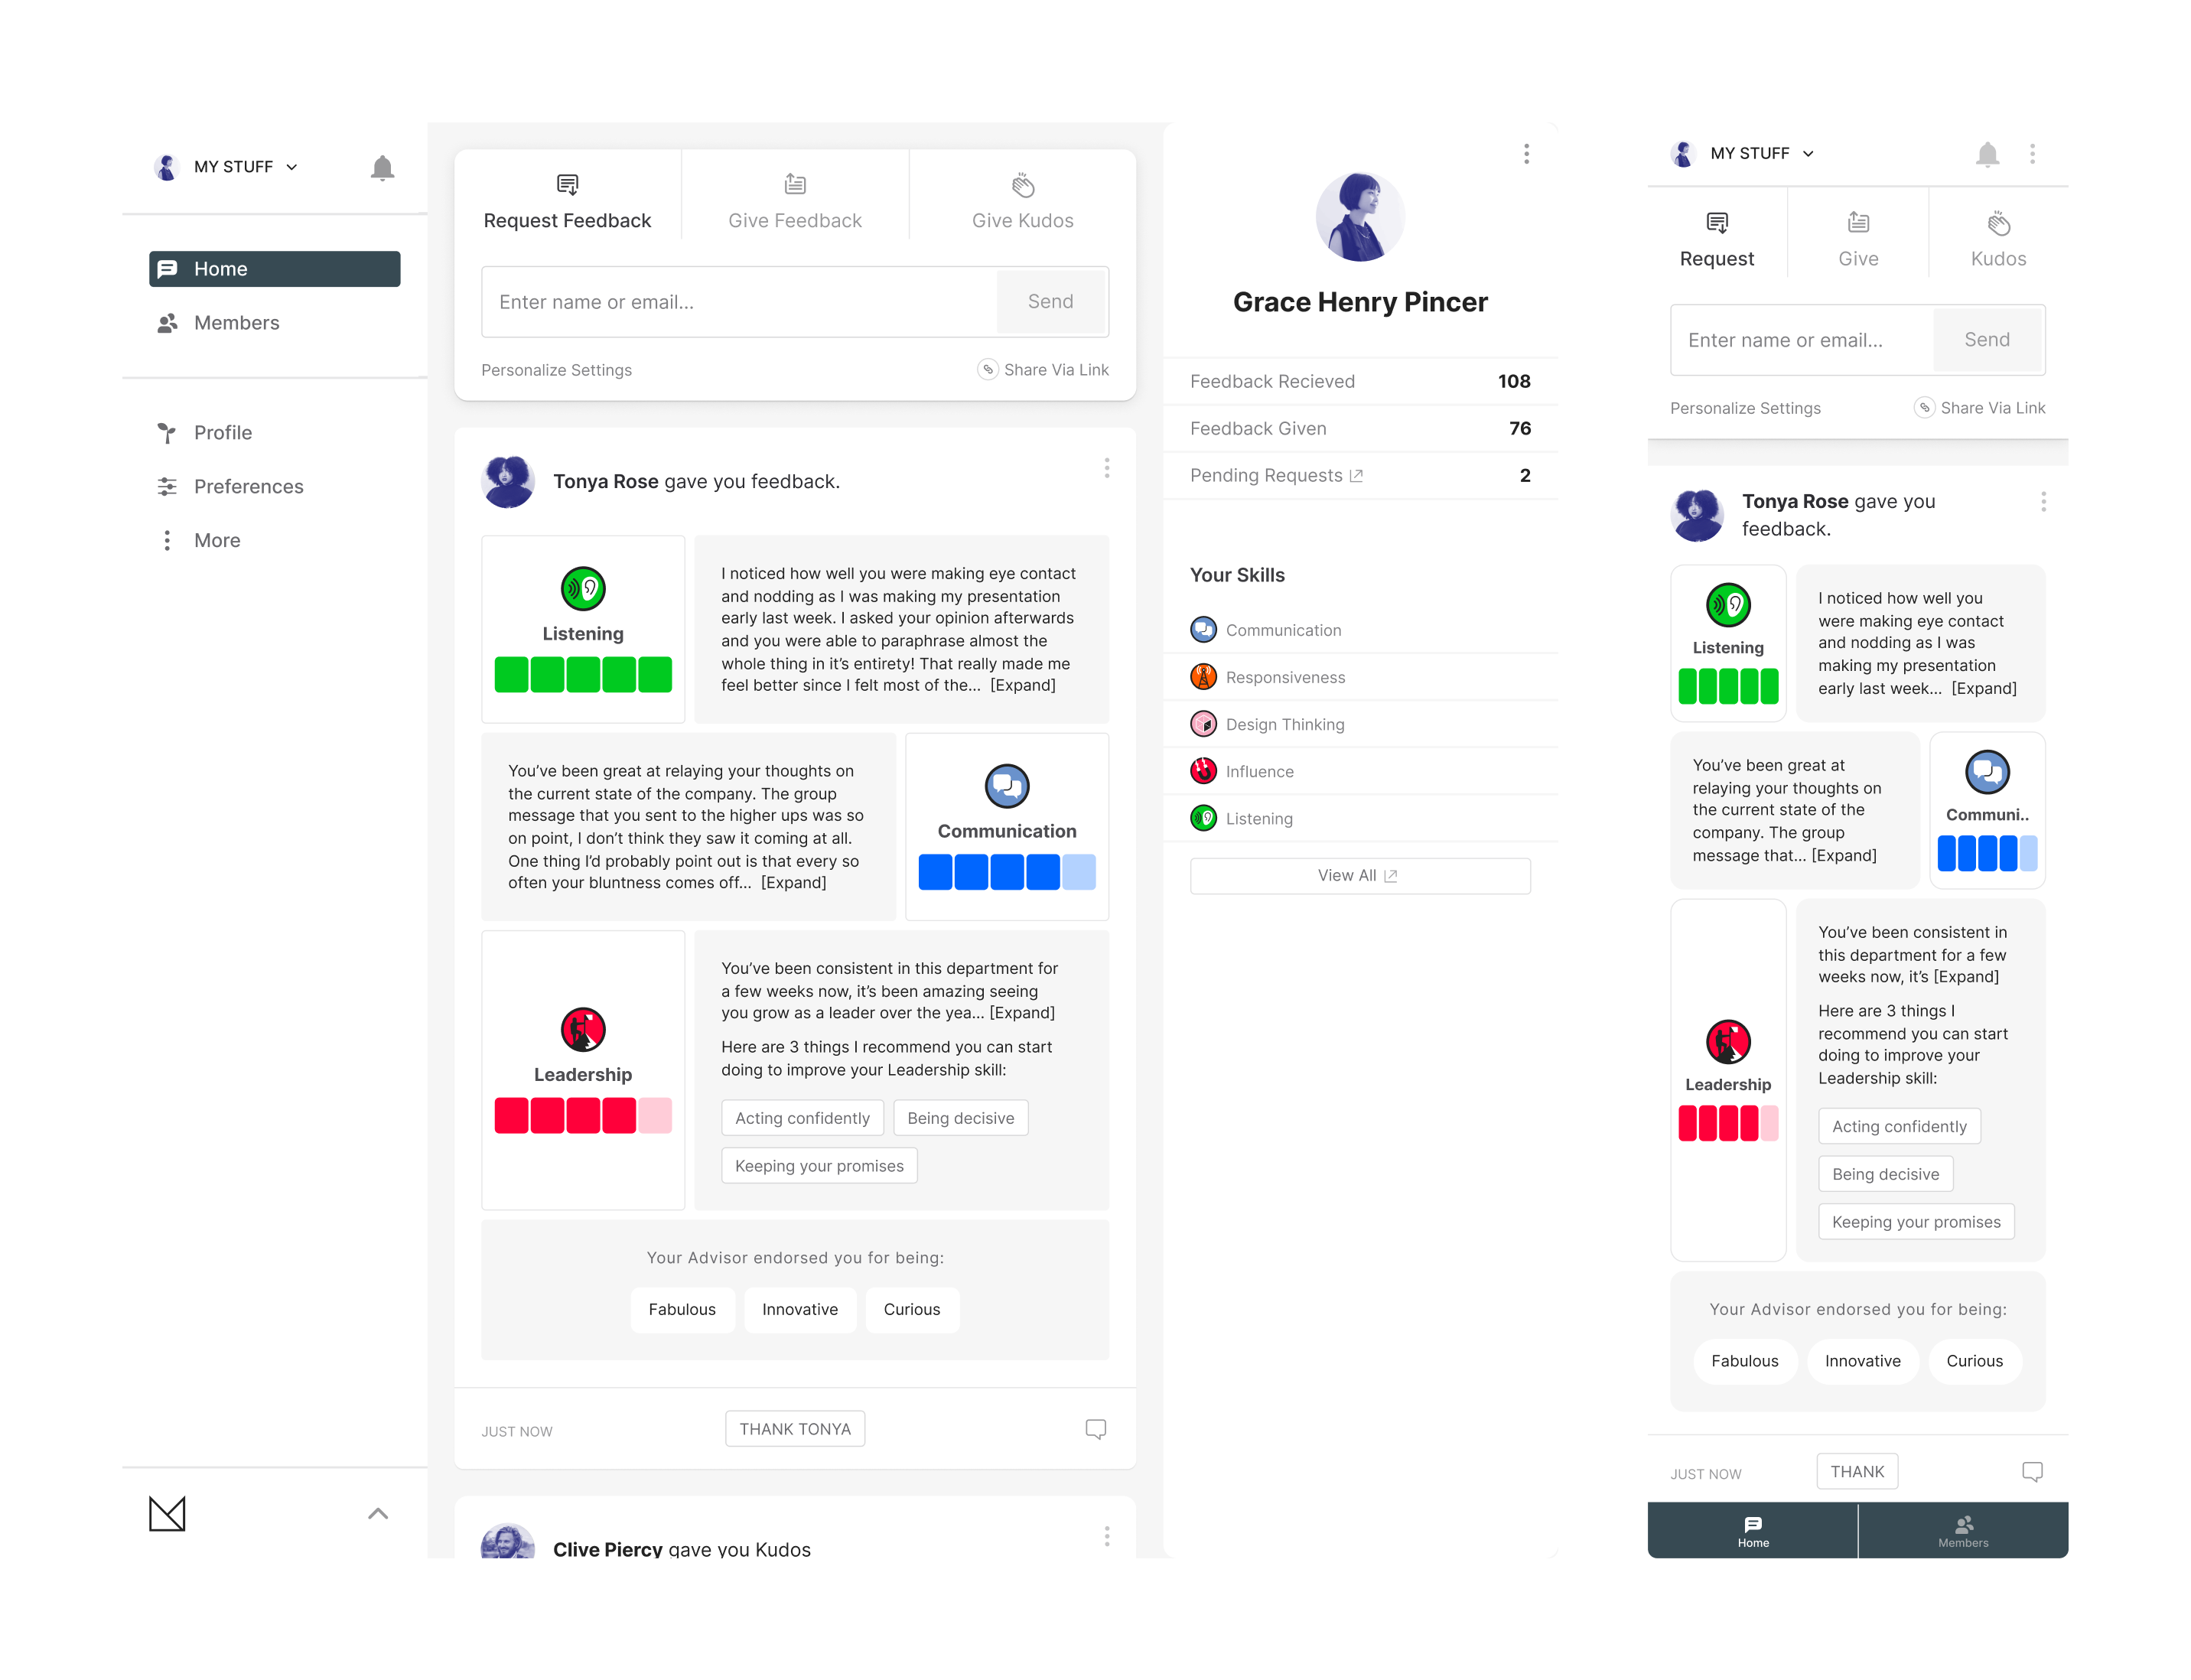 MY STUFF
Home
Members
Profile
Preferences
More
Request Feedback
Give Feedback
Give Kudos
Enter name or email...
Send
Personalize Settings
Share Via Link
Tonya Rose gave you feedback.
Listening
I noticed how well you were making eye contact
and nodding as I was making my presentation
early last week. I asked your opinion afterwards
and you were able to paraphrase almost the
whole thing in it’s entirety! That really made me
feel better since I felt most of the... [Expand]
You’ve been great at relaying your thoughts on
the current state of the company. The group
message that you sent to the higher ups was so
on point, I don’t think they saw it coming at all.
One thing I’d probably point out is that every so
often your bluntness comes off... [Expand]
Communication
Leadership
You’ve been consistent in this department for
a few weeks now, it’s been amazing seeing
you grow as a leader over the yea... [Expand]
Here are 3 things I recommend you can start
doing to improve your Leadership skill:
Acting confidently
Being decisive
Keeping your promises
Your Advisor endorsed you for being:
Fabulous
Innovative
Curious
JUST NOW
THANK TONYA
Clive Piercy gave you Kudos
Grace Henry Pincer
Feedback Recieved 108
Feedback Given 76
Pending Requests 2
Your Skills
Communication
Responsiveness
Design Thinking
Influence
Listening
View All
MY STUFF
Request
Give
Kudos
Enter name or email...
Send
Personalize Settings
Share Via Link
Tonya Rose gave you
feedback.
Listening
I noticed how well you
were making eye contact
and nodding as I was
making my presentation
early last week... [Expand]
You’ve been great at
relaying your thoughts on
the current state of the
company. The group
message that... [Expand]
Communi..
Leadership
You’ve been consistent in
this department for a few
weeks now, it’s [Expand]
Here are 3 things I
recommend you can start
doing to improve your
Leadership skill:
Acting confidently
Being decisive
Keeping your promises
Your Advisor endorsed you for being:
Fabulous
Innovative
Curious
JUST NOW
THANK
Home
Members